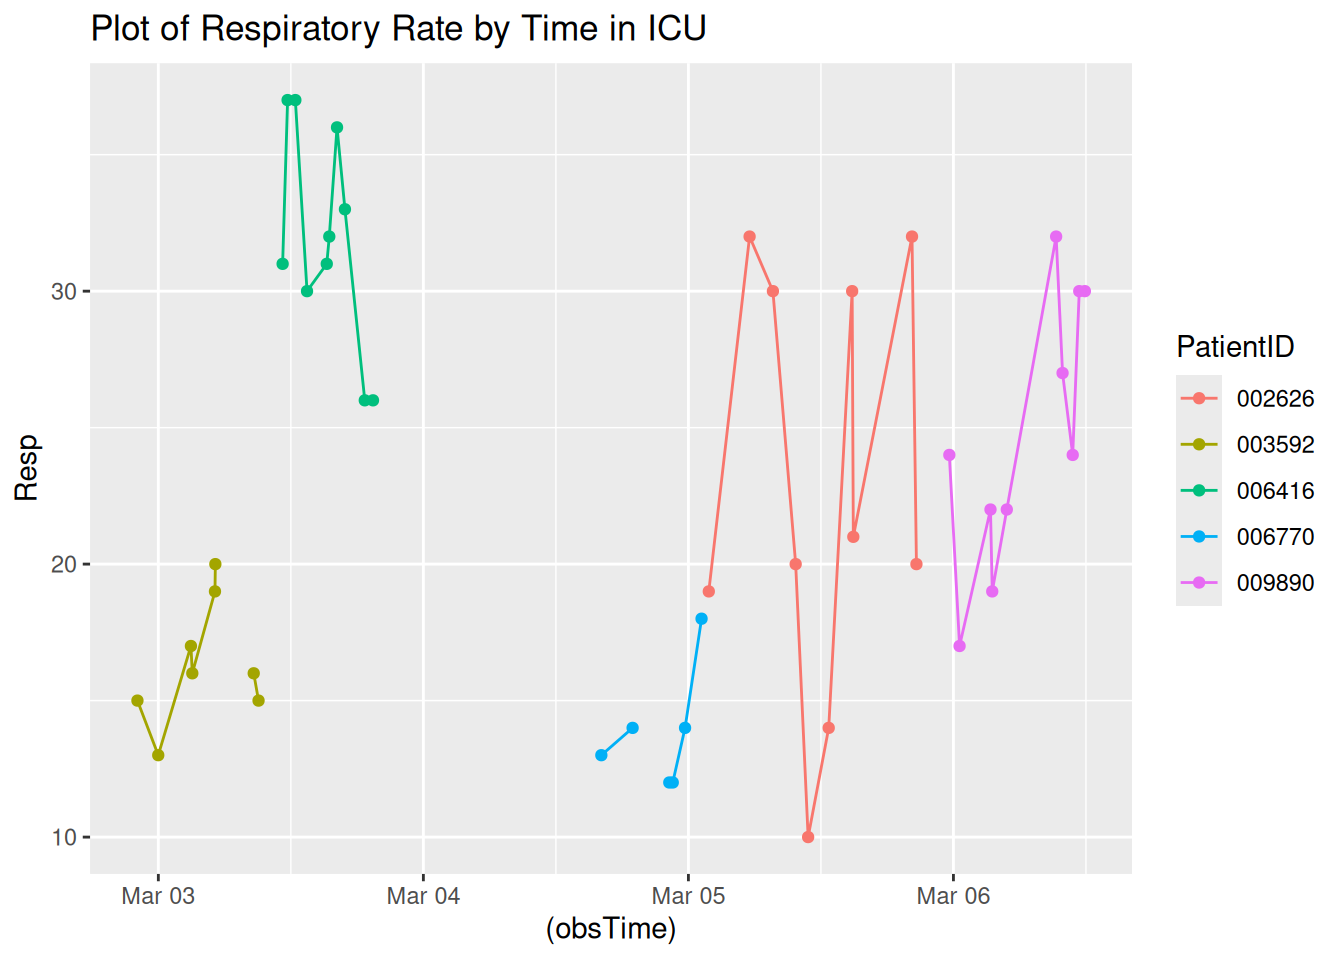 Plot of Respiratory Rate by Time in ICU
Resp
30
20
10
Mar 03
Mar 04
Mar 05
Mar 06
(obsTime)
PatientID
002626
003592
006416
006770
009890